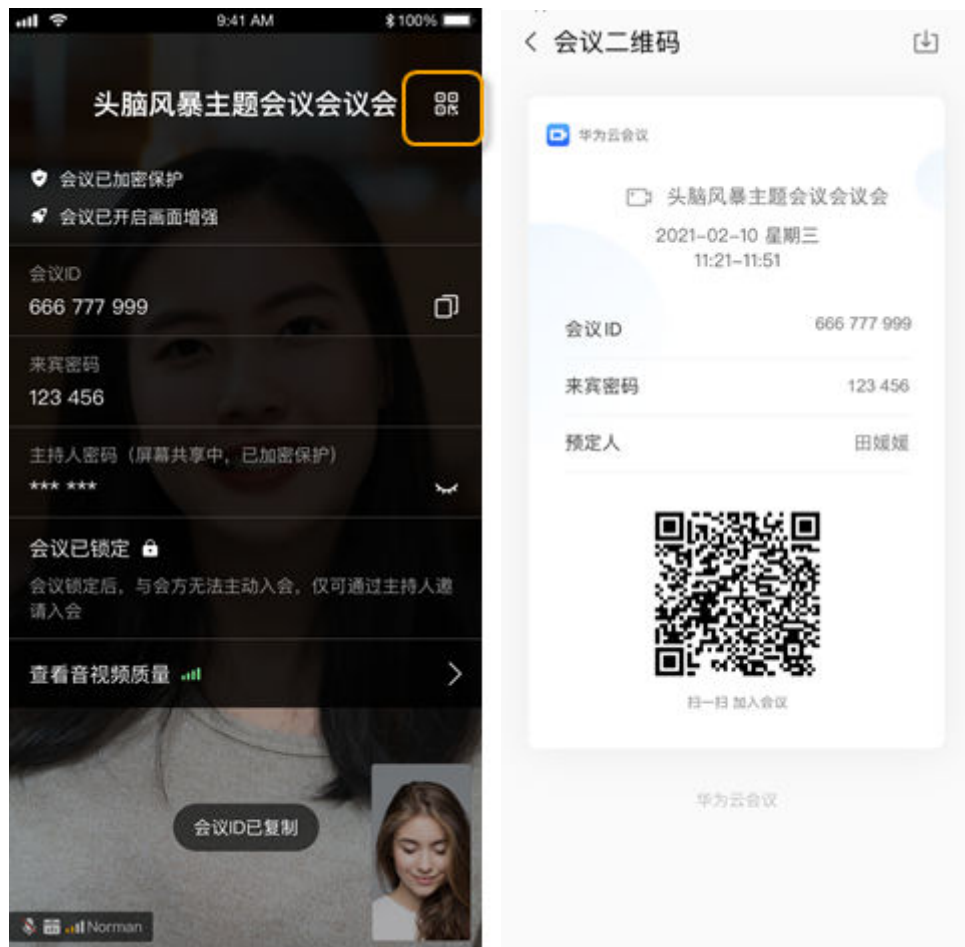 9:41 AM
100%
头脑风暴主题会议会议会
会议已加密保护
会议已开启画面增强
会议ID
666 777 999
来宾密码
123 456
主持人密码（屏幕共享中，已加密保护）
*** ***
会议已锁定
会议锁定后，与会方无法主动入会，仅可通过主持人邀
请入会
查看音视频质量
会议ID已复制
Norman
会议二维码
华为云会议
头脑风暴主题会议会议会
2021-02-10 星期三
11:21-11:51
会议ID 666 777 999
来宾密码 123 456
预定人 田媛媛
扫一扫 加入会议
华为云会议